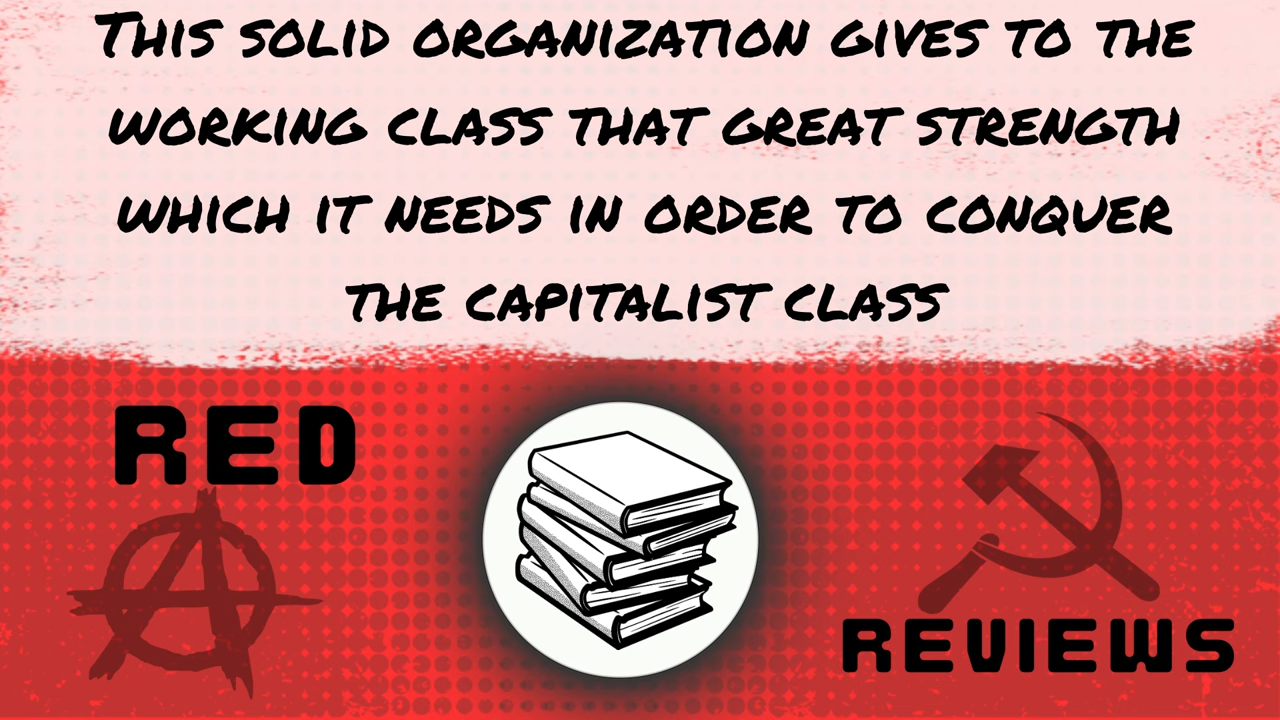 This solid organization gives to the
working class that great strength
which it needs in order to conquer
the capitalist class
RED
REVIEWS